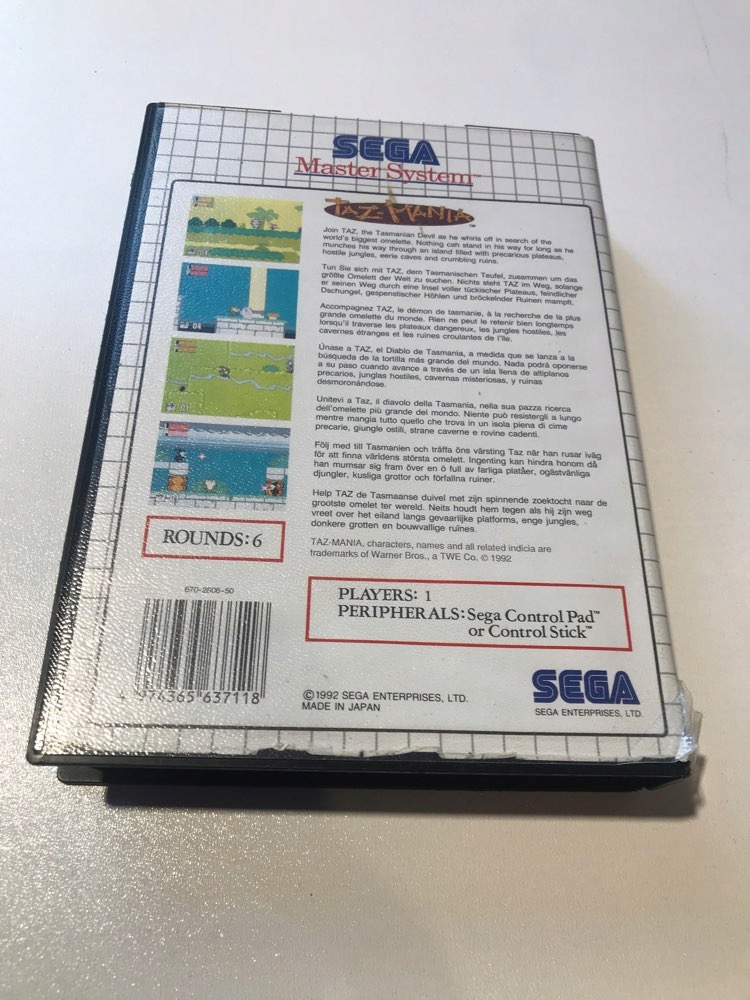 SEGA
Master System™
TAZ-MANIA™
Join TAZ, the Tasmanian Devil as he whirls off in search of the
world's biggest omelette. Nothing can stand in his way for long as he
munches his way through an island filled with precarious plateaus,
hostile jungles, eerie caves and crumbling ruins.
Tun Sie sich mit TAZ, dem Tasmanischen Teufel, zusammen um das
größte Omelett der Welt zu suchen. Nichts steht TAZ im Weg, solange
er seinen Weg durch eine Insel voller tückischer Plateaus, feindlicher
Dschungel, gespenstischer Höhlen und bröckelnder Ruinen mampft.
Accompagnez TAZ, le démon de tasmanie, à la recherche de la plus
grande omelette du monde. Rien ne peut le retenir bien longtemps
lorsqu'il traverse les plateaux dangereux, les jungles hostiles, les
cavernes étranges et les ruines croulantes de l'île.
Únase a TAZ, el Diablo de Tasmania, a medida que se lanza a la
búsqueda de la tortilla más grande del mundo. Nada podrá oponerse
a su paso cuando avance a través de un isla llena de altiplanos
precarios, junglas hostiles, cavernas misteriosas, y ruinas
desmoronándose.
Unitevi a Taz, il diavolo della Tasmania, nella sua pazza ricerca
dell'omelette più grande del mondo. Niente può resistergli a lungo
mentre mangia tutto quello che trova in un isola piena di cime
precarie, giungle ostili, strane caverne e rovine cadenti.
Följ med till Tasmanien och träffa öns värsting Taz när han rusar iväg
för att finna världens största omelett. Ingenting kan hindra honom då
han mumsar sig fram över en ö full av farliga platåer, ogästvänliga
djungler, kusliga grottor och förfallna ruiner.
Help TAZ de Tasmaanse duivel met zijn spinnende zoektocht naar de
grootste omelet ter wereld. Neits houdt hem tegen als hij zijn weg
vreet over het eiland langs gevaarlijke platforms, enge jungles,
donkere grotten en bouwvallige ruïnes.
TAZ-MANIA, characters, names and all related indicia are
trademarks of Warner Bros., a TWE Co. © 1992
ROUNDS: 6
PLAYERS: 1
PERIPHERALS: Sega Control Pad™
or Control Stick™
670-2806-50
4 974365 637118
©1992 SEGA ENTERPRISES, LTD.
MADE IN JAPAN
SEGA
SEGA ENTERPRISES, LTD.